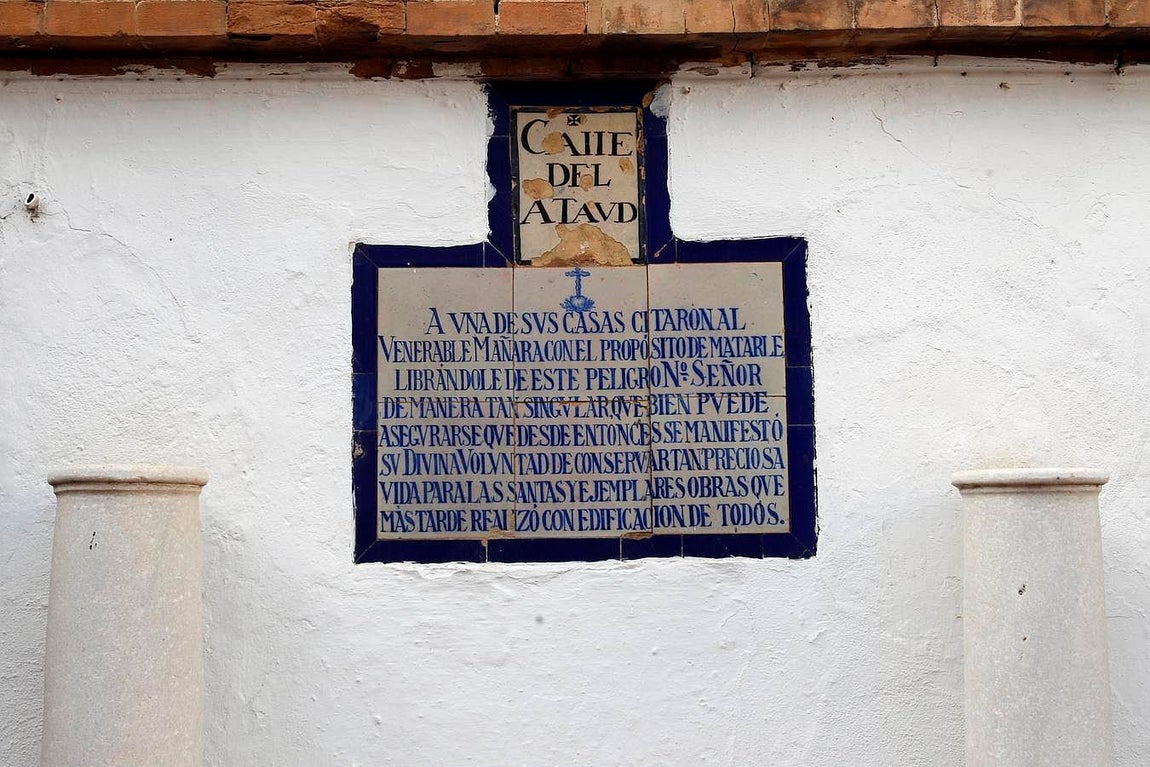 CALLE
DEL
ATAVD
A VNA DE SVS CASAS CITARON AL
VENERABLE MAÑARA CON EL PROPÓSITO DE MATARLE
LIBRÁNDOLE DE ESTE PELIGRO Nº. SEÑOR
DE MANERA TAN SINGVLAR QVE BIEN PVEDE
ASEGVRARSE QVE DESDE ENTONCES SE MANIFESTÓ
SV DIVINA VOLVNTAD DE CONSERVAR TAN PRECIOSA
VIDA PARA LAS SANTAS Y EJEMPLARES OBRAS QVE
MÁS TARDE REALIZÓ CON EDIFICACIÓN DE TODOS.